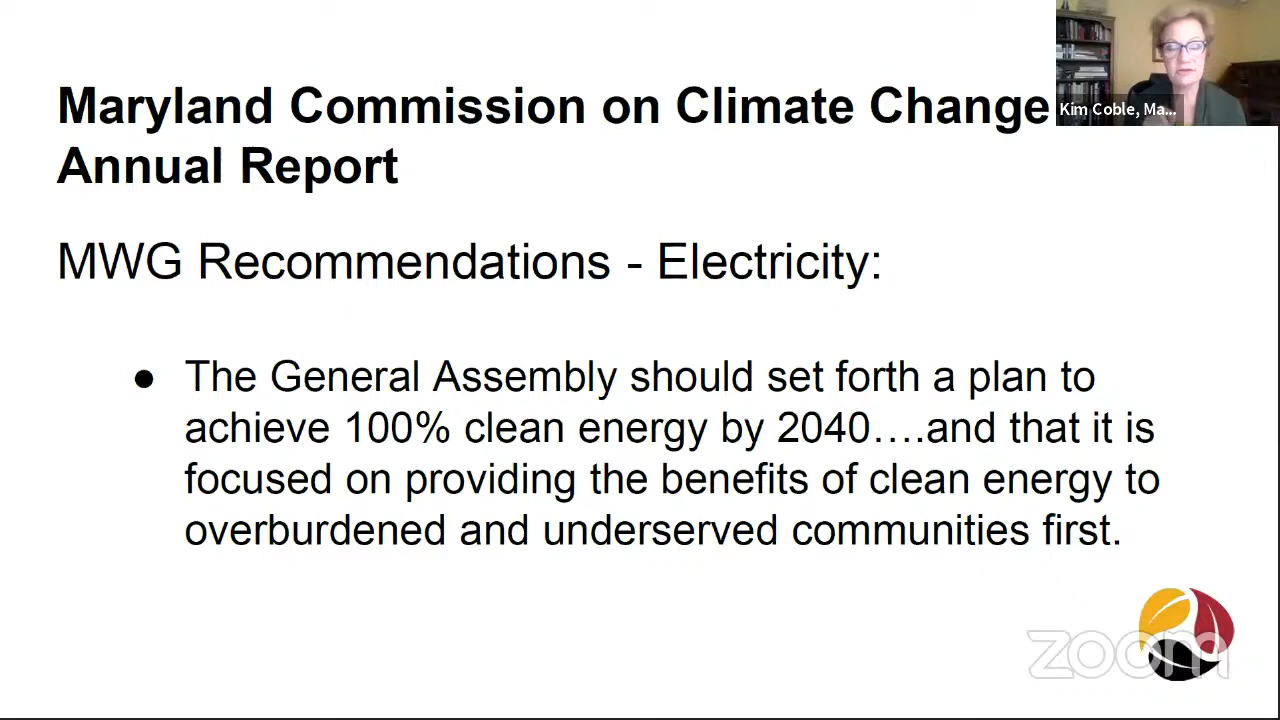 Maryland Commission on Climate Change
Annual Report
Kim Coble, Ma...
MWG Recommendations - Electricity:
● The General Assembly should set forth a plan to
achieve 100% clean energy by 2040….and that it is
focused on providing the benefits of clean energy to
overburdened and underserved communities first.
zoom